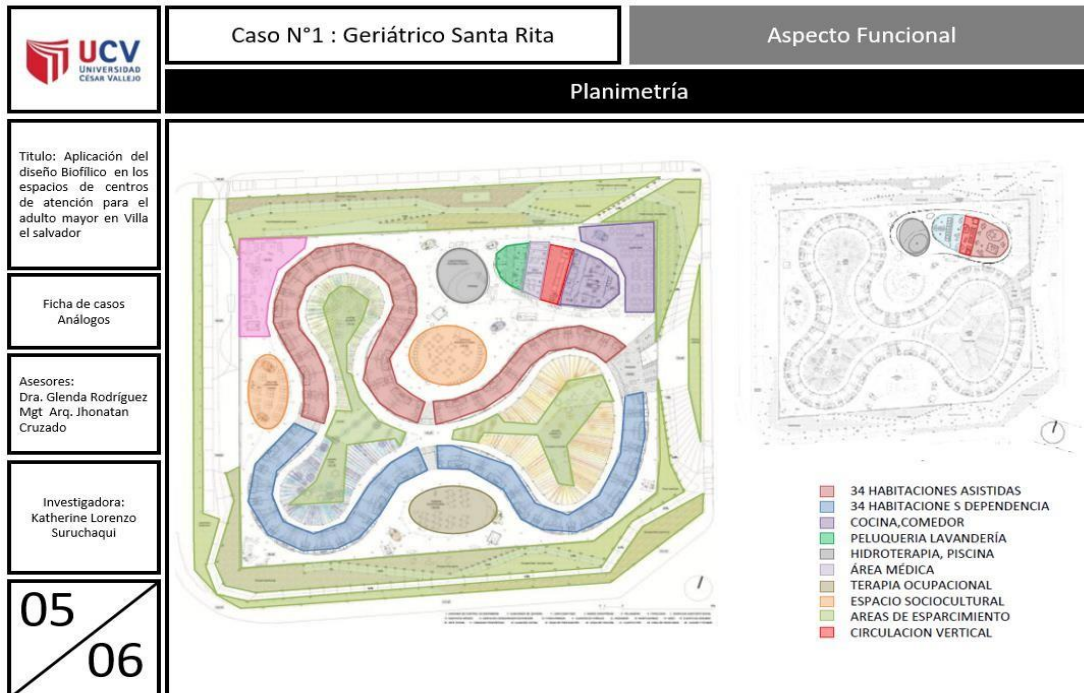 UCV
UNIVERSIDAD
CÉSAR VALLEJO
Caso N°1 : Geriátrico Santa Rita
Aspecto Funcional
Planimetría
Titulo: Aplicación del
diseño Biofílico en los
espacios de centros
de atención para el
adulto mayor en Villa
el salvador
Ficha de casos
Análogos
Asesores:
Dra. Glenda Rodríguez
Mgt Arq. Jhonatan
Cruzado
Investigadora:
Katherine Lorenzo
Suruchaqui
05
06
34 HABITACIONES ASISTIDAS
34 HABITACIONE S DEPENDENCIA
COCINA,COMEDOR
PELUQUERIA LAVANDERÍA
HIDROTERAPIA, PISCINA
ÁREA MÉDICA
TERAPIA OCUPACIONAL
ESPACIO SOCIOCULTURAL
AREAS DE ESPARCIMIENTO
CIRCULACION VERTICAL